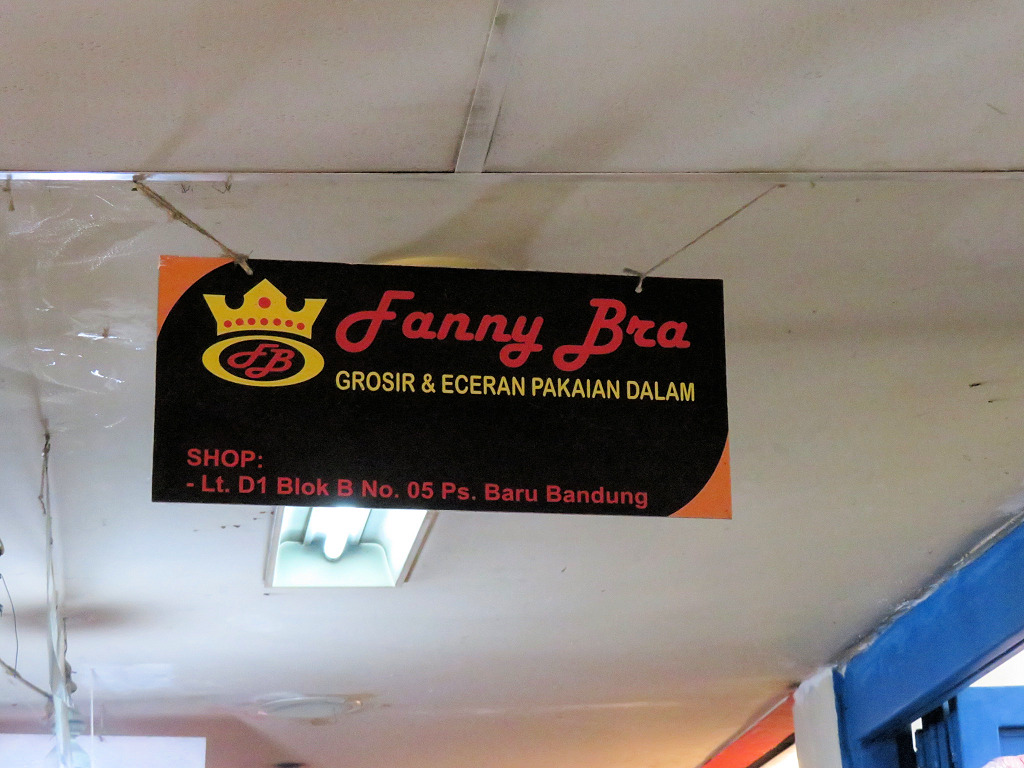 FB
Fanny Bra
GROSIR & ECERAN PAKAIAN DALAM
SHOP:
- Lt. D1 Blok B No. 05 Ps. Baru Bandung